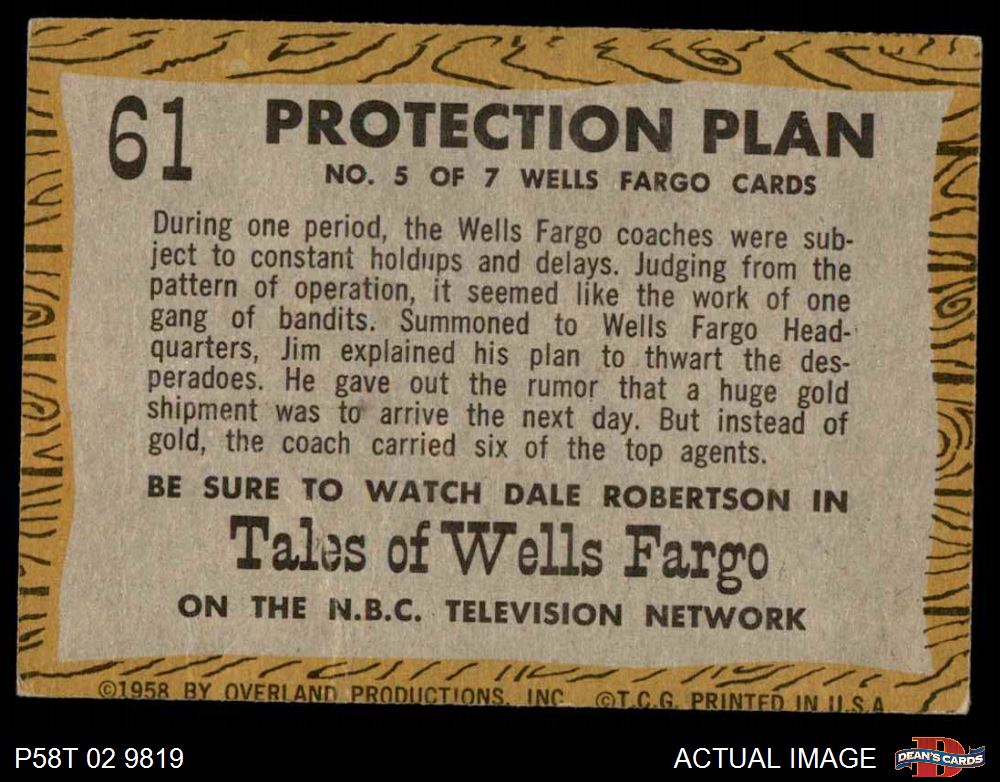 61
PROTECTION PLAN
NO. 5 OF 7 WELLS FARGO CARDS
During one period, the Wells Fargo coaches were sub-
ject to constant holdups and delays. Judging from the
pattern of operation, it seemed like the work of one
gang of bandits. Summoned to Wells Fargo Head-
quarters, Jim explained his plan to thwart the des-
peradoes. He gave out the rumor that a huge gold
shipment was to arrive the next day. But instead of
gold, the coach carried six of the top agents.
BE SURE TO WATCH DALE ROBERTSON IN
Tales of Wells Fargo
ON THE N.B.C. TELEVISION NETWORK
©1958 BY OVERLAND PRODUCTIONS, INC. ©T.C.G. PRINTED IN U.S.A.
P58T 02 9819
ACTUAL IMAGE
D
DEAN'S CARDS